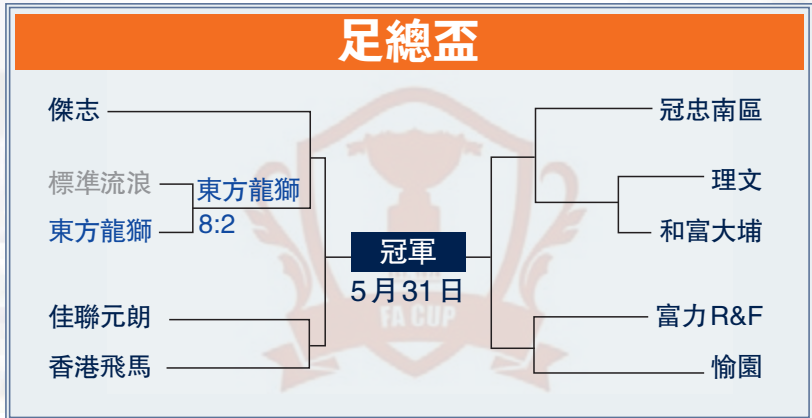 足總盃
傑志
標準流浪
東方龍獅
東方龍獅
8:2
佳聯元朗
香港飛馬
冠軍
5月31日
FA CUP
冠忠南區
理文
和富大埔
富力R&F
愉園